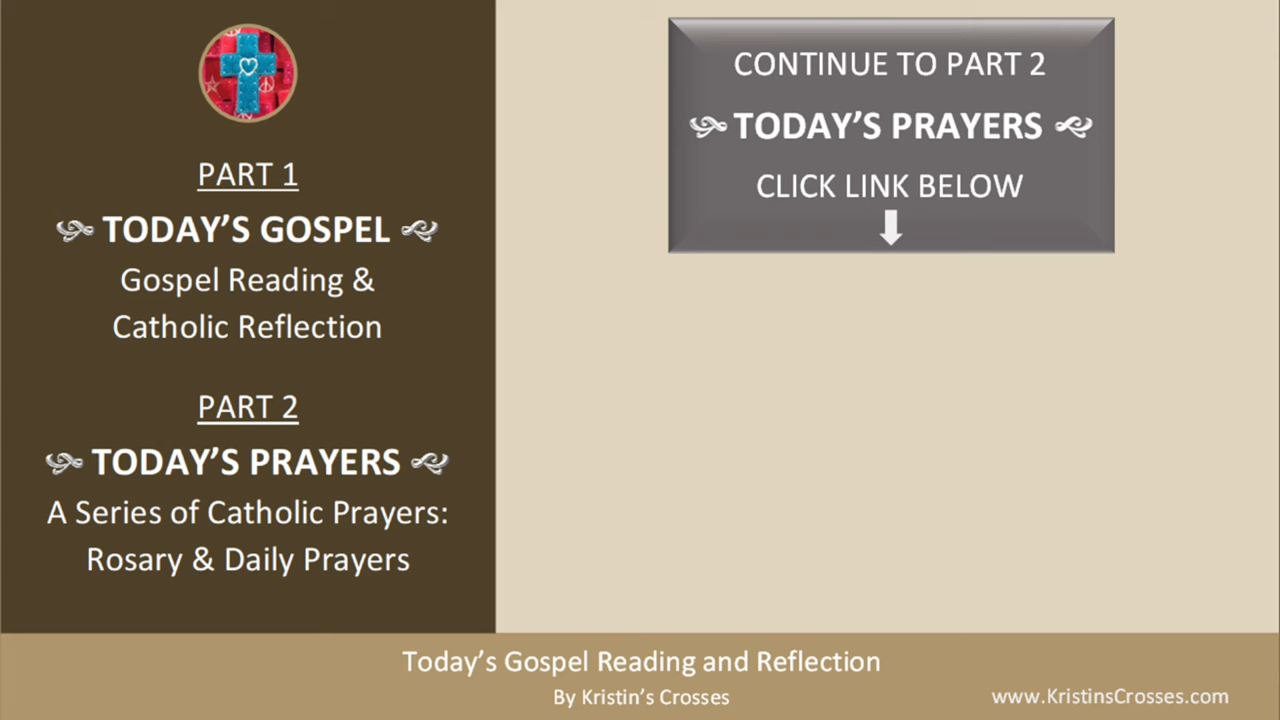 PART 1
TODAY’S GOSPEL
Gospel Reading &
Catholic Reflection
PART 2
TODAY’S PRAYERS
A Series of Catholic Prayers:
Rosary & Daily Prayers
CONTINUE TO PART 2
TODAY’S PRAYERS
CLICK LINK BELOW
Today’s Gospel Reading and Reflection
By Kristin’s Crosses
www.KristinsCrosses.com